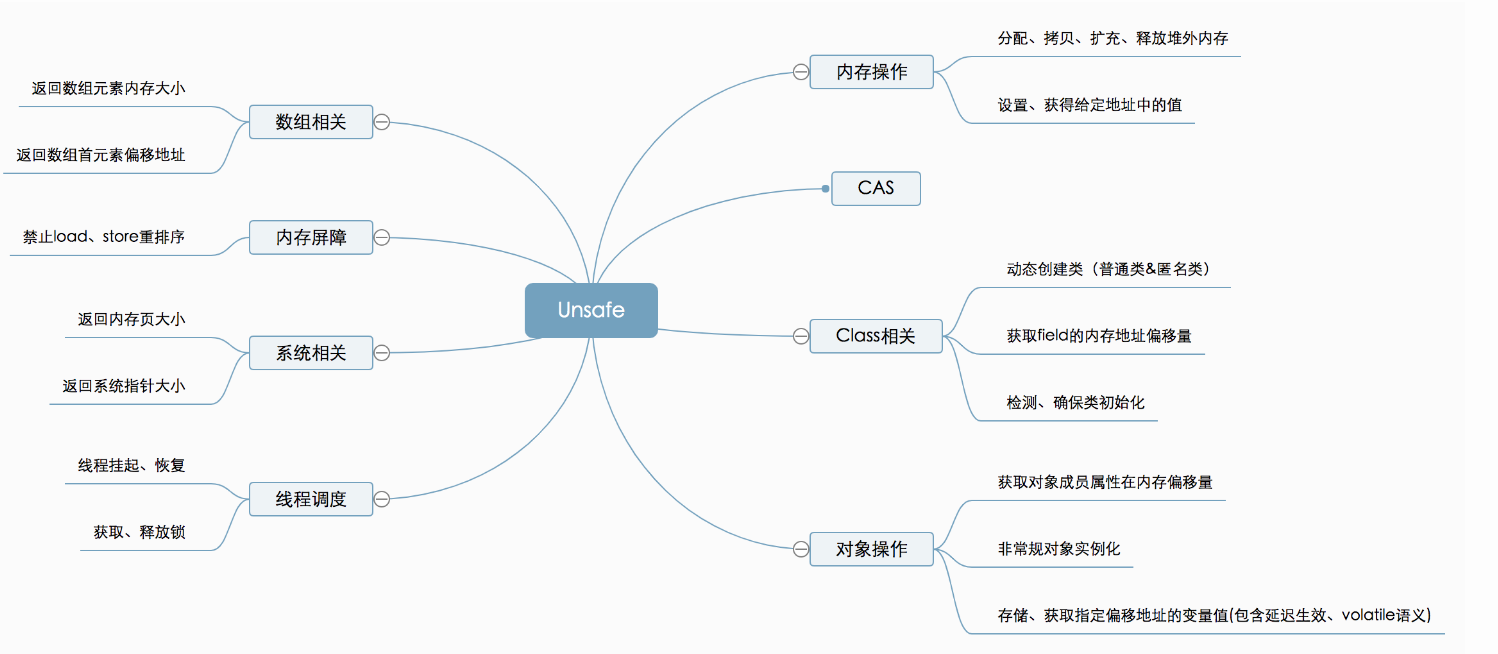 Unsafe
内存操作
分配、拷贝、扩充、释放堆外内存
设置、获得给定地址中的值
CAS
Class相关
动态创建类（普通类&匿名类）
获取field的内存地址偏移量
检测、确保类初始化
对象操作
获取对象成员属性在内存偏移量
非常规对象实例化
存储、获取指定偏移地址的变量值(包含延迟生效、volatile语义)
数组相关
返回数组元素内存大小
返回数组首元素偏移地址
内存屏障
禁止load、store重排序
系统相关
返回内存页大小
返回系统指针大小
线程调度
线程挂起、恢复
获取、释放锁